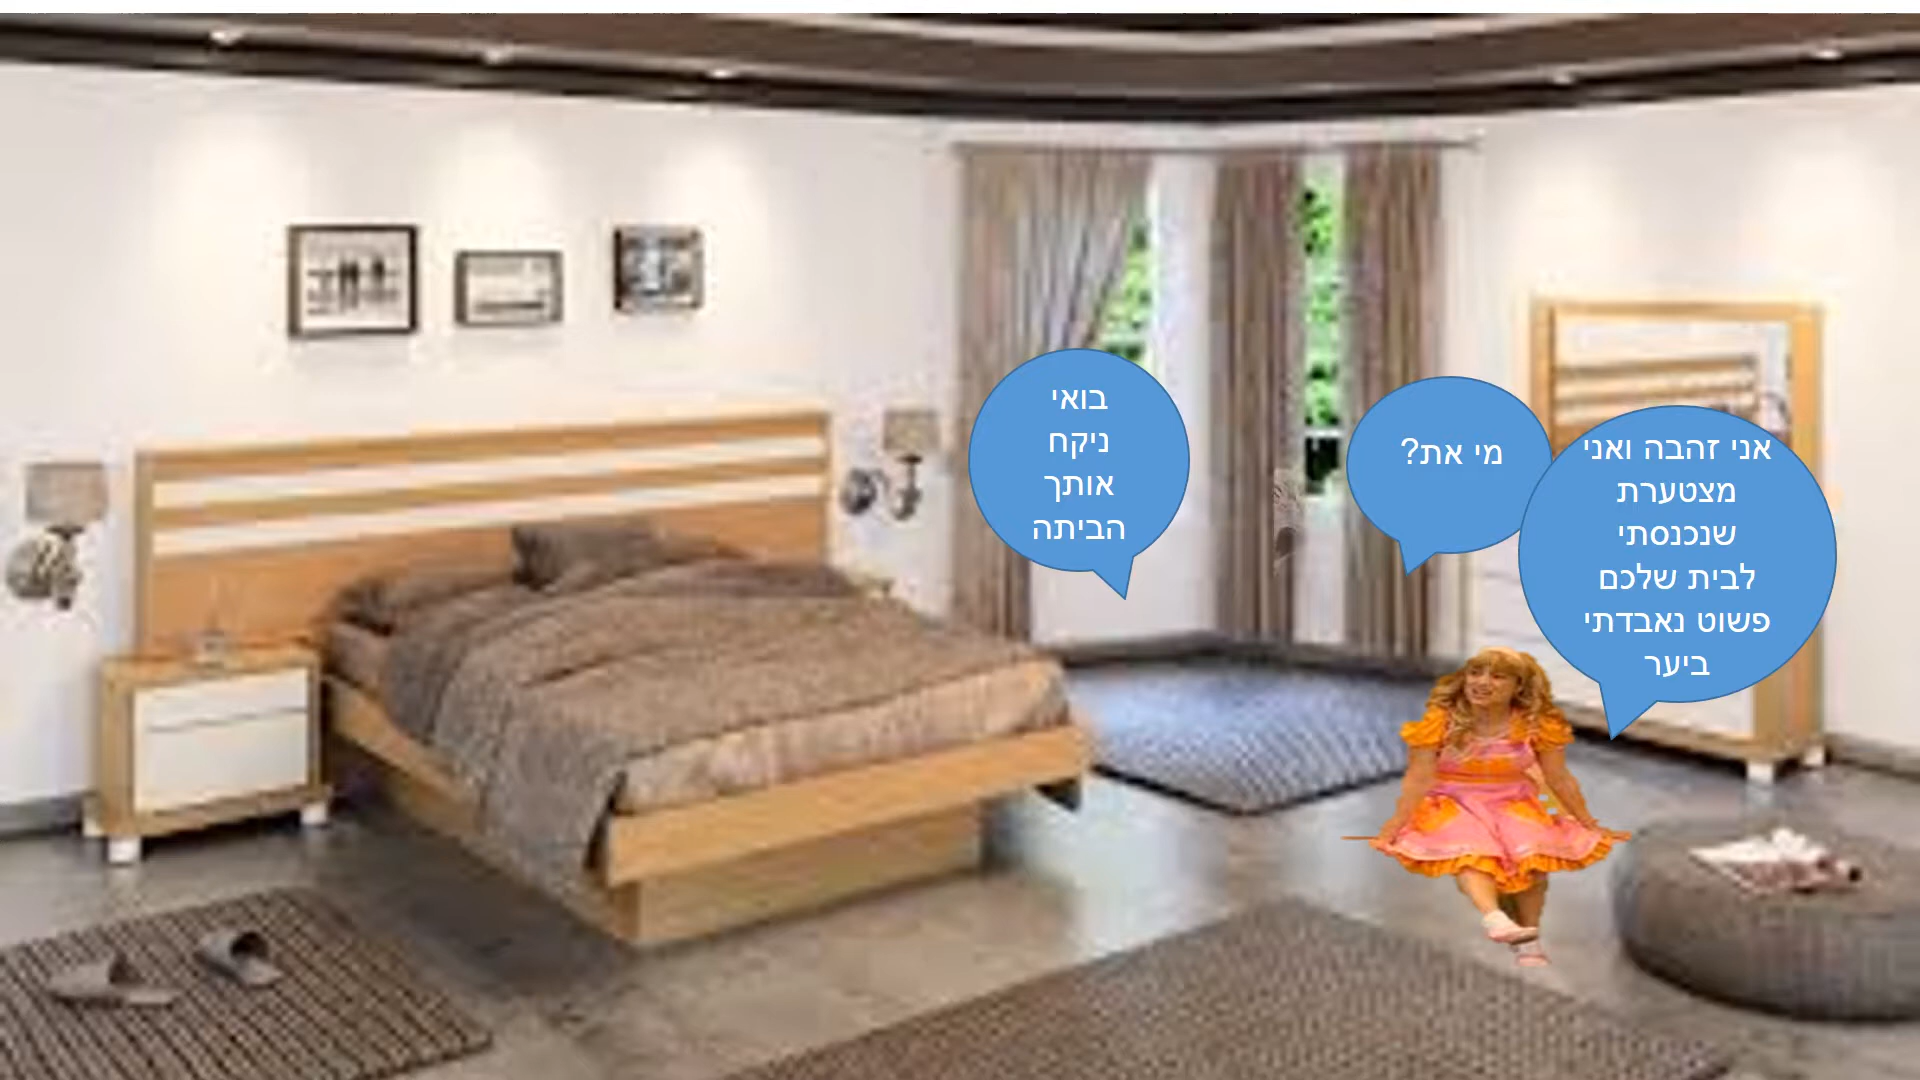 מי את?
אני זהבה ואני
מצטערת
שנכנסתי
לבית שלכם
פשוט נאבדתי
ביער
בואי
ניקח
אותך
הביתה